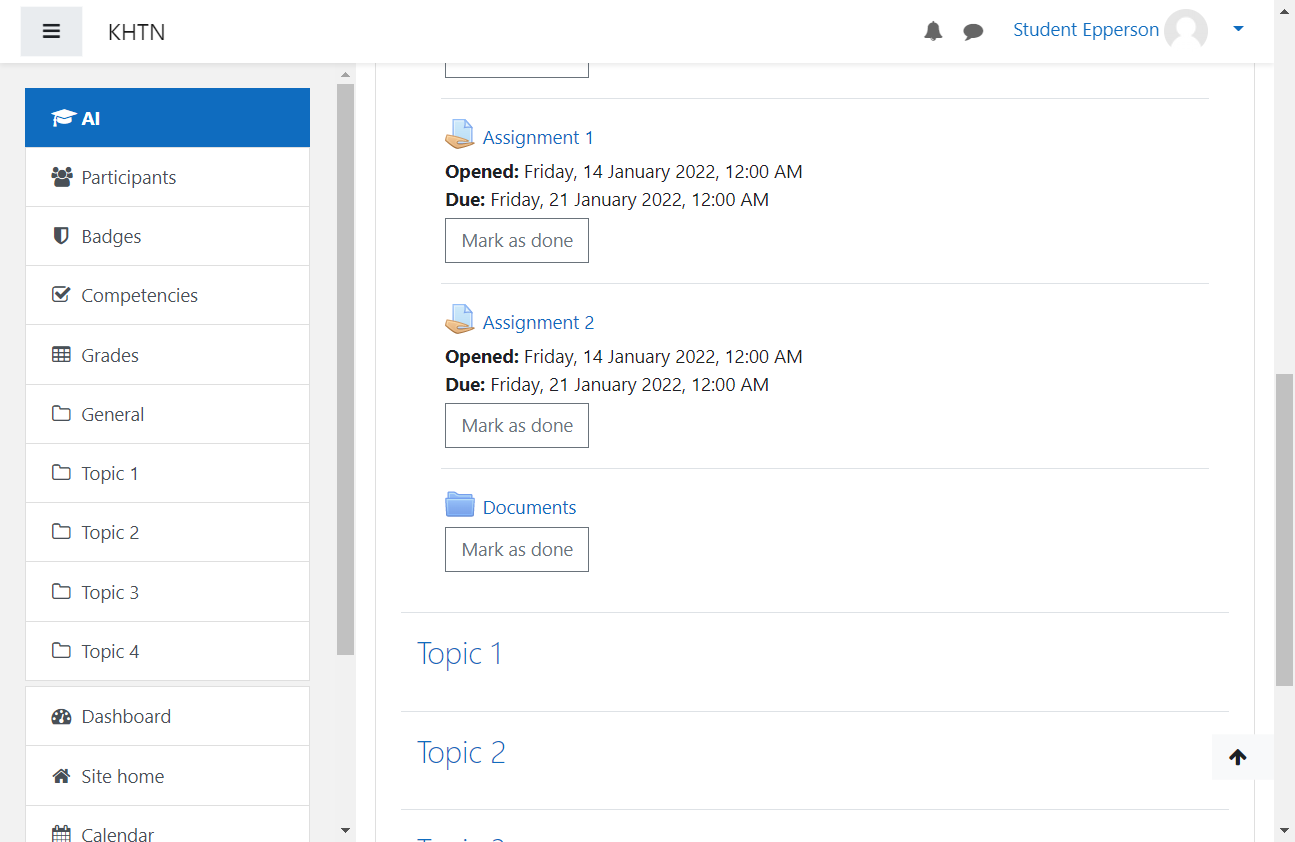 KHTN
Student Epperson
AI
Participants
Badges
Competencies
Grades
General
Topic 1
Topic 2
Topic 3
Topic 4
Dashboard
Site home
Calendar
Assignment 1
Opened: Friday, 14 January 2022, 12:00 AM
Due: Friday, 21 January 2022, 12:00 AM
Mark as done
Assignment 2
Opened: Friday, 14 January 2022, 12:00 AM
Due: Friday, 21 January 2022, 12:00 AM
Mark as done
Documents
Mark as done
Topic 1
Topic 2